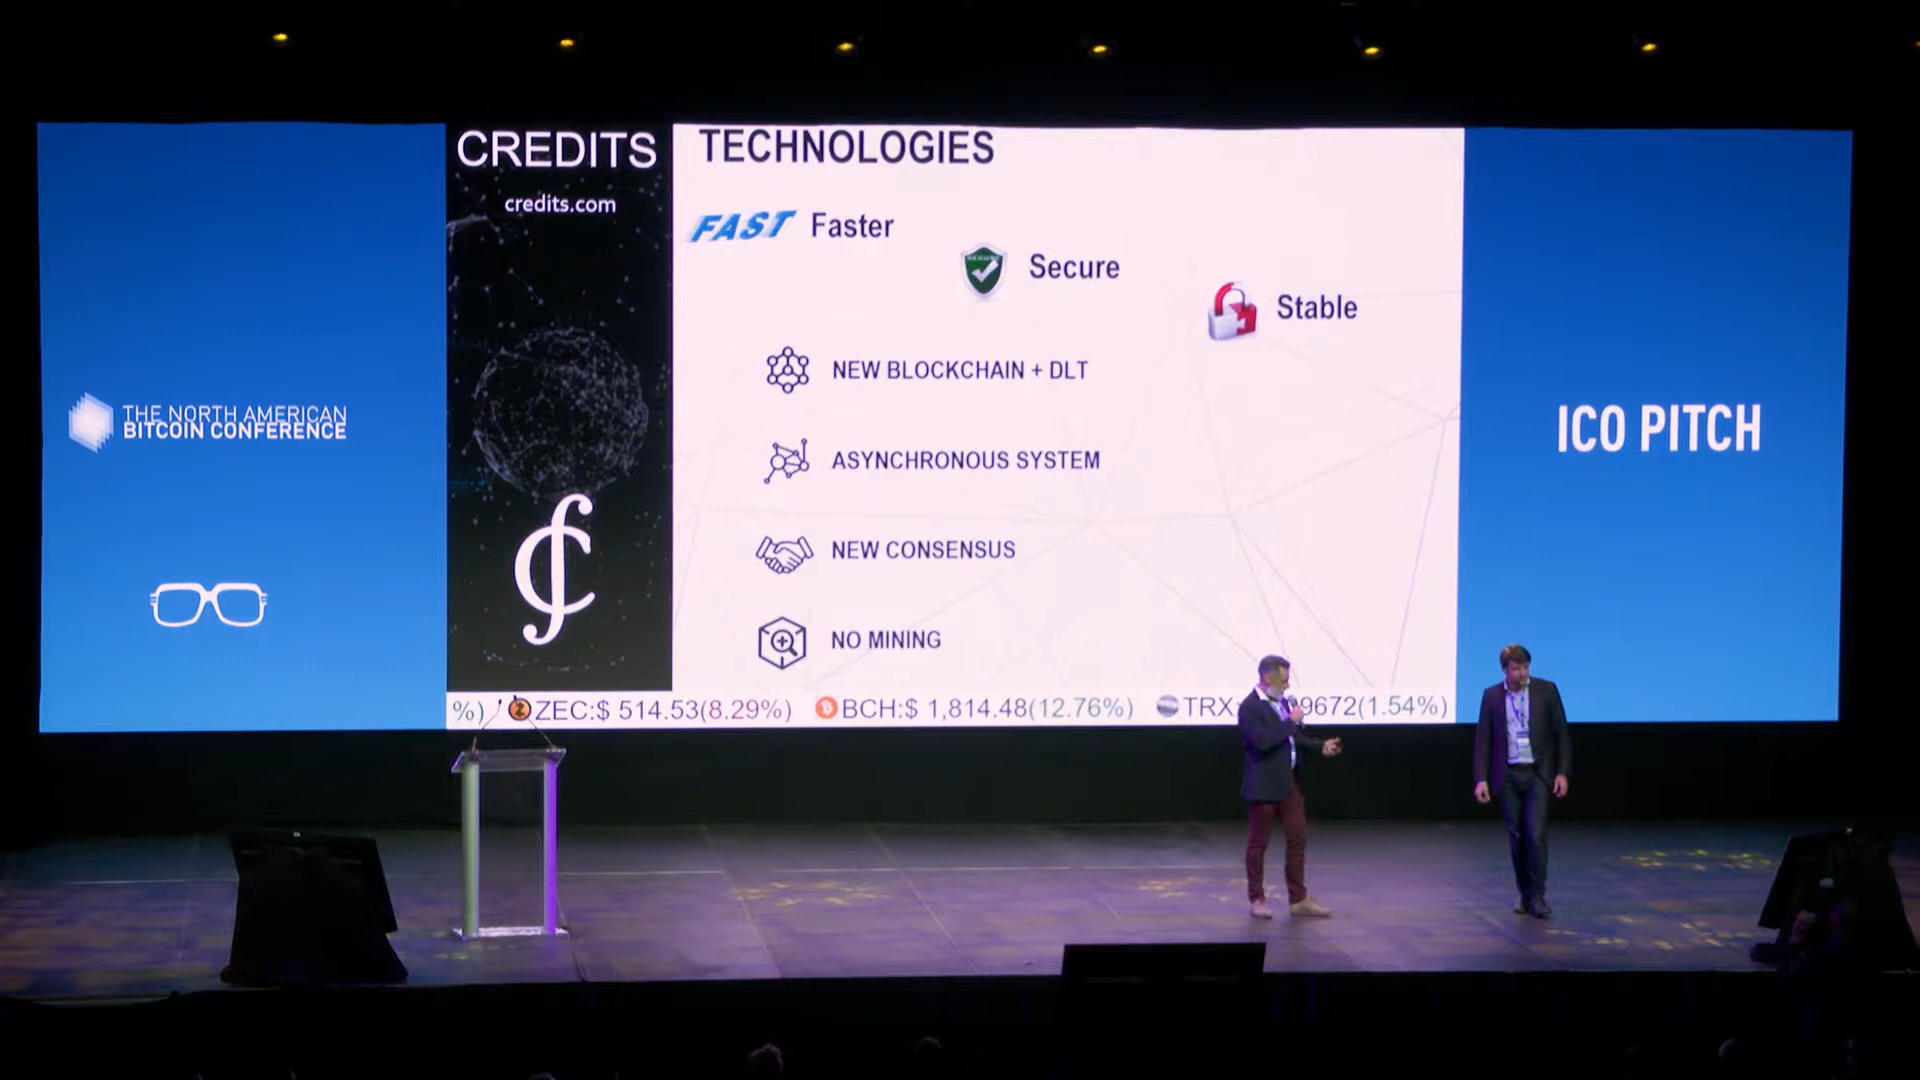 CREDITS
credits.com
TECHNOLOGIES
FAST Faster
SECURE
Secure
Stable
NEW BLOCKCHAIN + DLT
ASYNCHRONOUS SYSTEM
NEW CONSENSUS
NO MINING
THE NORTH AMERICAN
BITCOIN CONFERENCE
ICO PITCH
%) ZEC:$ 514.53(8.29%) BCH:$ 1,814.48(12.76%) TRX: 9672(1.54%)